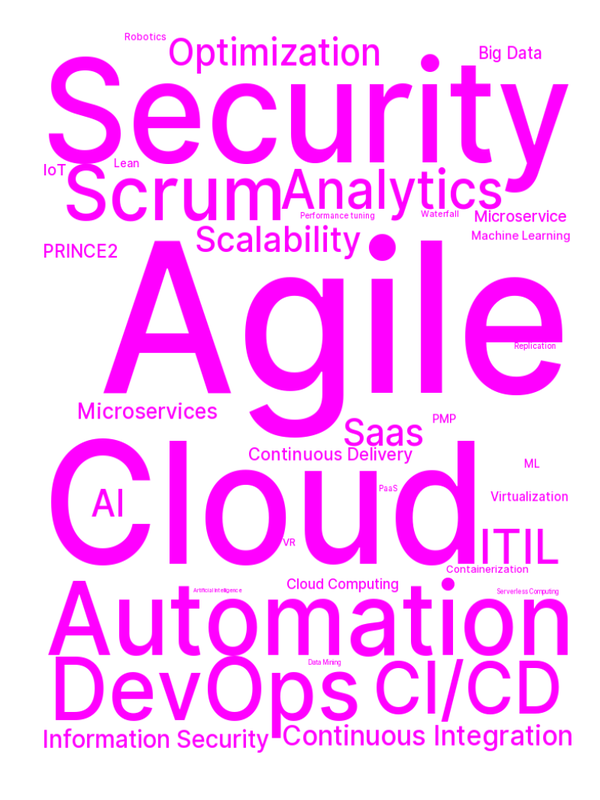 Robotics
Optimization
Big Data
Security
IoT
Lean
Scrum
Analytics
Performance tuning
Waterfall
Microservice
Scalability
Machine Learning
PRINCE2
Agile
Replication
Microservices
Saas
PMP
Continuous Delivery
Cloud
ML
AI
PaaS
Virtualization
VR
ITIL
Containerization
Cloud Computing
Artificial Intelligence
Serverless Computing
Automation
Data Mining
DevOps
CI/CD
Information Security
Continuous Integration